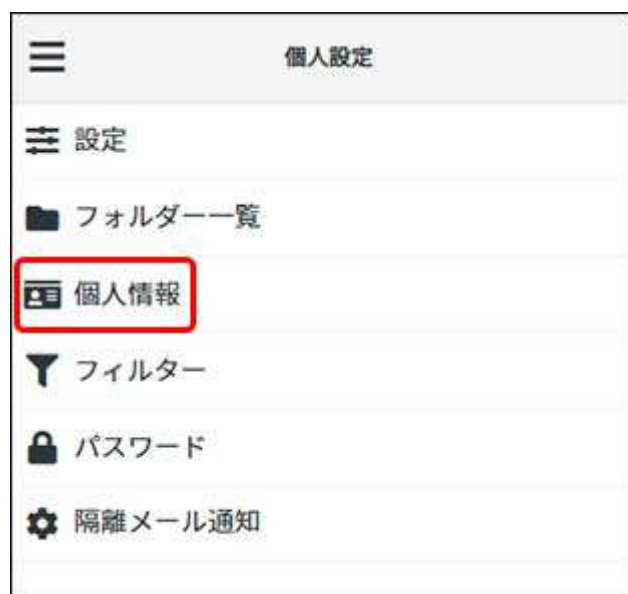 個人設定
設定
フォルダー一覧
個人情報
フィルター
パスワード
隔離メール通知